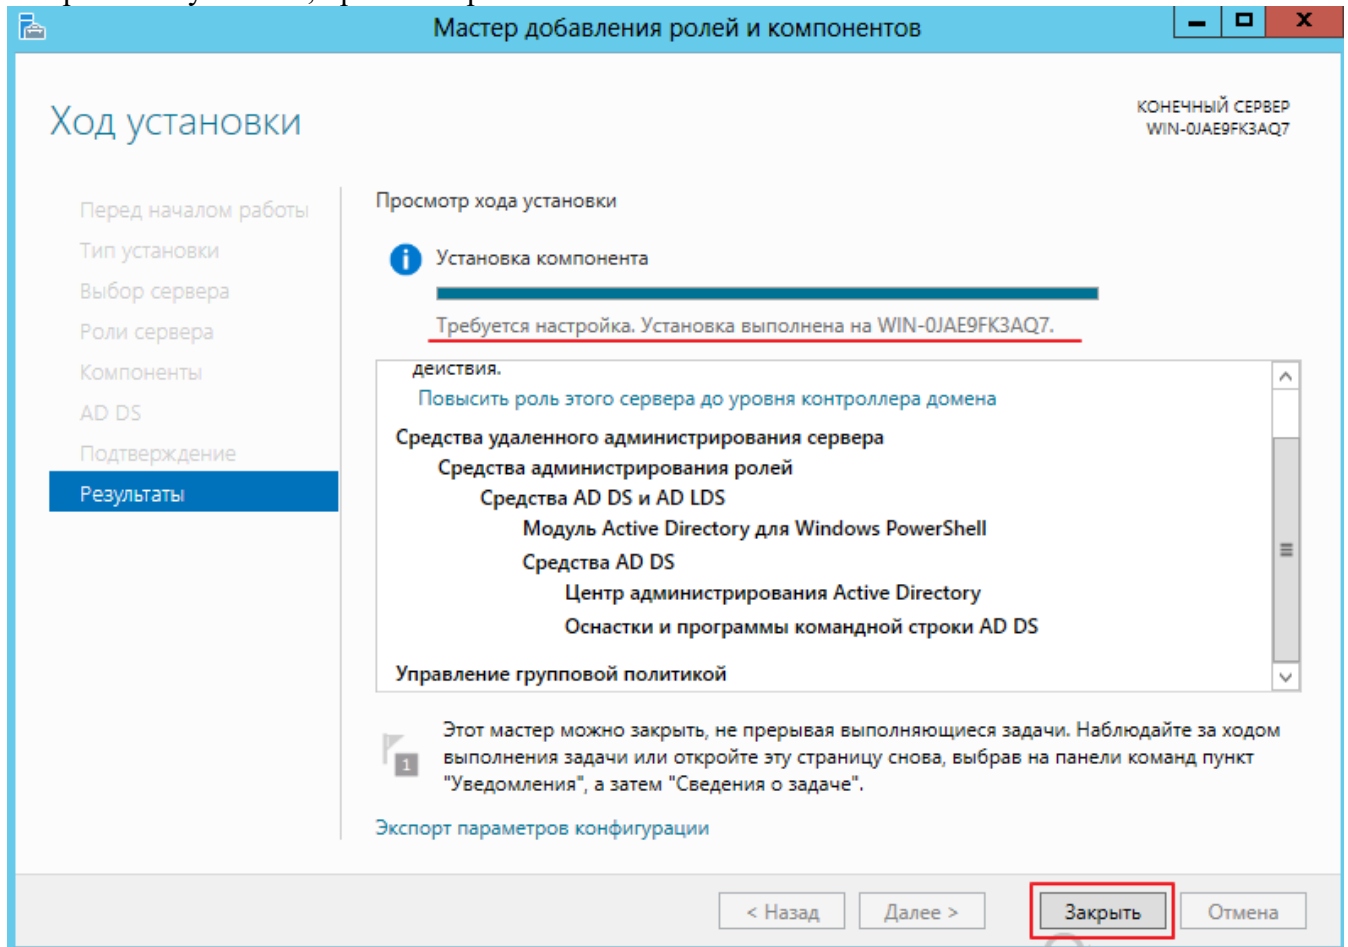 Мастер добавления ролей и компонентов
Ход установки
КОНЕЧНЫЙ СЕРВЕР
WIN-0JAE9FK3AQ7
Перед началом работы
Тип установки
Выбор сервера
Роли сервера
Компоненты
AD DS
Подтверждение
Результаты
Просмотр хода установки
Установка компонента
Требуется настройка. Установка выполнена на WIN-0JAE9FK3AQ7.
действия.
Повысить роль этого сервера до уровня контроллера домена
Средства удаленного администрирования сервера
Средства администрирования ролей
Средства AD DS и AD LDS
Модуль Active Directory для Windows PowerShell
Средства AD DS
Центр администрирования Active Directory
Оснастки и программы командной строки AD DS
Управление групповой политикой
1
Этот мастер можно закрыть, не прерывая выполняющиеся задачи. Наблюдайте за ходом
выполнения задачи или откройте эту страницу снова, выбрав на панели команд пункт
"Уведомления", а затем "Сведения о задаче".
Экспорт параметров конфигурации
< Назад
Далее >
Закрыть
Отмена